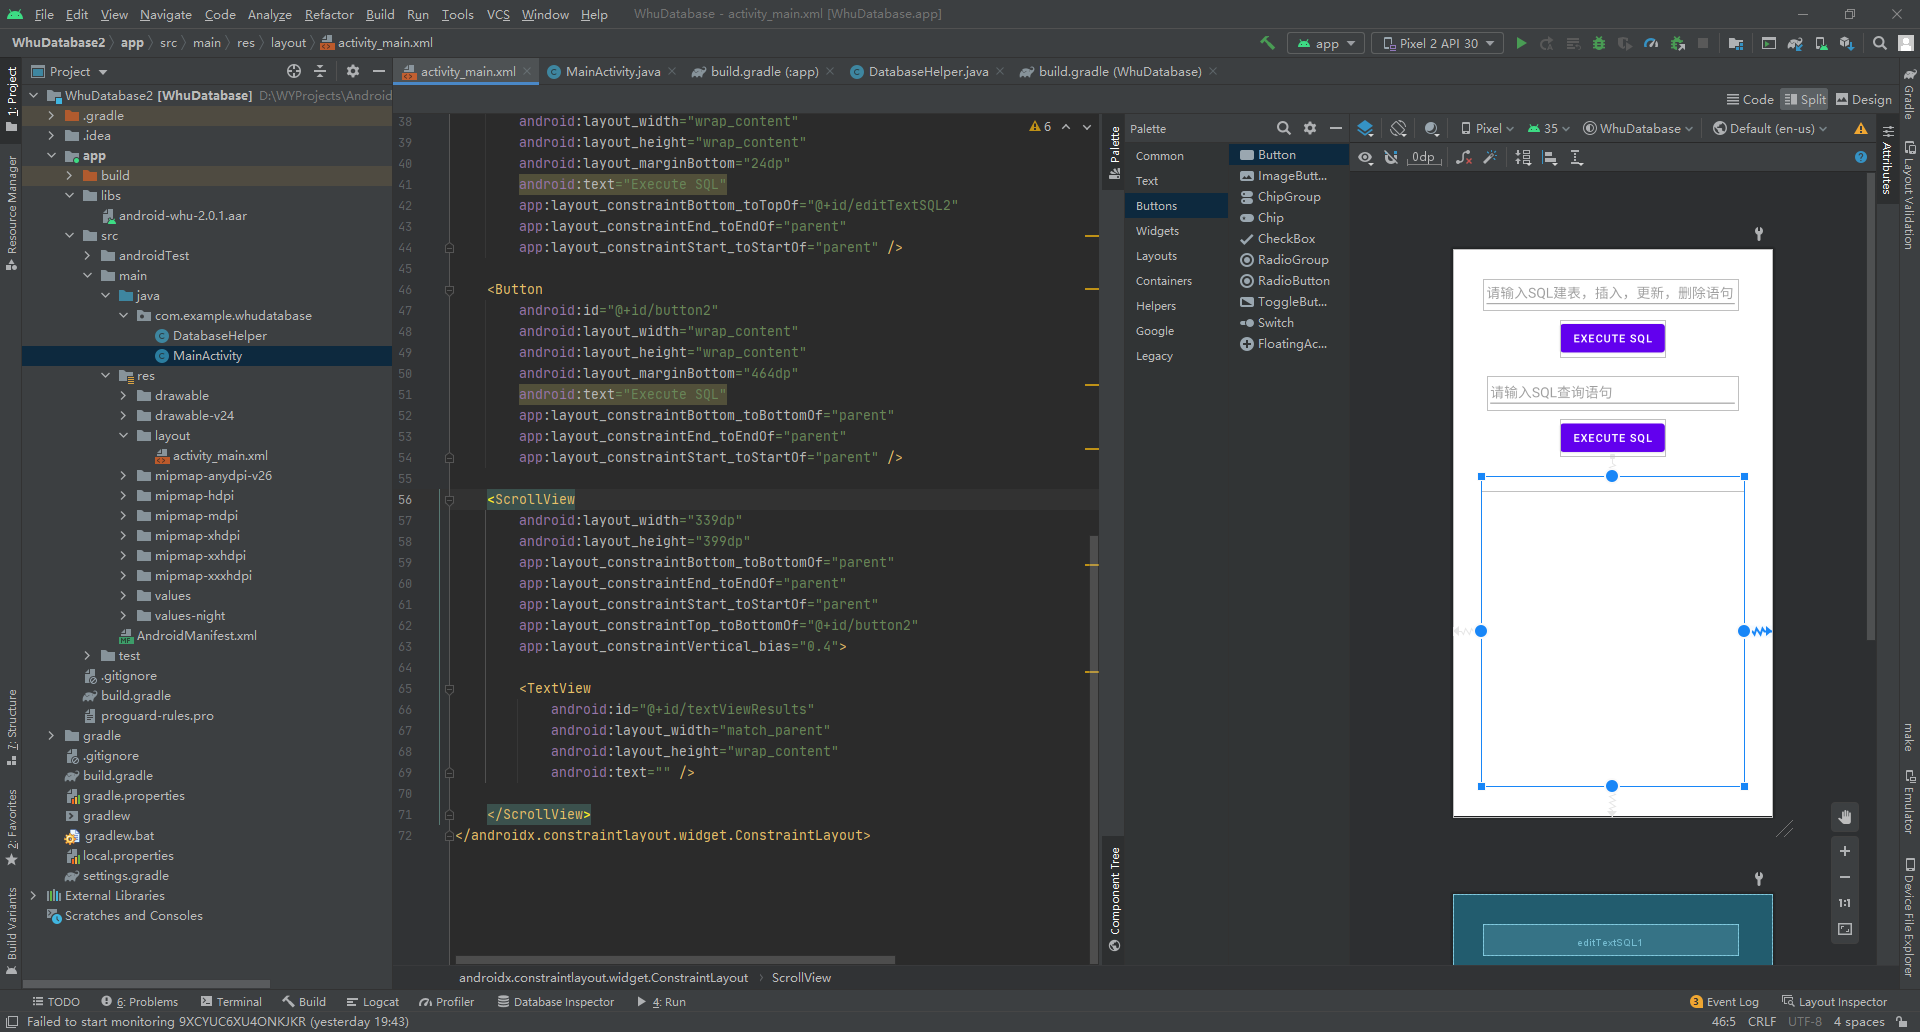 File Edit View Navigate Code Analyze Refactor Build Run Tools VCS Window Help WhuDatabase - activity_main.xml [WhuDatabase.app]
WhuDatabase2 app src main res layout activity_main.xml app Pixel 2 API 30
Project activity_main.xml MainActivity.java build.gradle (:app) DatabaseHelper.java build.gradle (WhuDatabase)
Code Split Design
1: Project
Resource Manager
7: Structure
2: Favorites
Build Variants
WhuDatabase2 [WhuDatabase] D:\WYProjects\Android
.gradle
.idea
app
build
libs
android-whu-2.0.1.aar
src
androidTest
main
java
com.example.whudatabase
DatabaseHelper
MainActivity
res
drawable
drawable-v24
layout
activity_main.xml
mipmap-anydpi-v26
mipmap-hdpi
mipmap-mdpi
mipmap-xhdpi
mipmap-xxhdpi
mipmap-xxxhdpi
values
values-night
AndroidManifest.xml
test
.gitignore
build.gradle
proguard-rules.pro
gradle
.gitignore
build.gradle
gradle.properties
gradlew
gradlew.bat
local.properties
settings.gradle
External Libraries
Scratches and Consoles
38 android:layout_width="wrap_content"
39 android:layout_height="wrap_content"
40 android:layout_marginBottom="24dp"
41 android:text="Execute SQL"
42 app:layout_constraintBottom_toTopOf="@+id/editTextSQL2"
43 app:layout_constraintEnd_toEndOf="parent"
44 app:layout_constraintStart_toStartOf="parent" />
45
46 <Button
47 android:id="@+id/button2"
48 android:layout_width="wrap_content"
49 android:layout_height="wrap_content"
50 android:layout_marginBottom="464dp"
51 android:text="Execute SQL"
52 app:layout_constraintBottom_toBottomOf="parent"
53 app:layout_constraintEnd_toEndOf="parent"
54 app:layout_constraintStart_toStartOf="parent" />
55
56 <ScrollView
57 android:layout_width="339dp"
58 android:layout_height="399dp"
59 app:layout_constraintBottom_toBottomOf="parent"
60 app:layout_constraintEnd_toEndOf="parent"
61 app:layout_constraintStart_toStartOf="parent"
62 app:layout_constraintTop_toBottomOf="@+id/button2"
63 app:layout_constraintVertical_bias="0.4">
64
65 <TextView
66 android:id="@+id/textViewResults"
67 android:layout_width="match_parent"
68 android:layout_height="wrap_content"
69 android:text="" />
70
71 </ScrollView>
72 </androidx.constraintlayout.widget.ConstraintLayout>
6
androidx.constraintlayout.widget.ConstraintLayout ScrollView
Palette
Component Tree
Palette
Common
Text
Buttons
Widgets
Layouts
Containers
Helpers
Google
Legacy
Button
ImageButt...
ChipGroup
Chip
CheckBox
RadioGroup
RadioButton
ToggleBut...
Switch
FloatingAc...
Pixel 35 WhuDatabase Default (en-us)
0dp
请输入SQL建表，插入，更新，删除语句
EXECUTE SQL
请输入SQL查询语句
EXECUTE SQL
editTextSQL1
1:1
Attributes
Gradle
Layout Validation
make
Emulator
Device File Explorer
TODO 6: Problems Terminal Build Logcat Profiler Database Inspector 4: Run 3 Event Log Layout Inspector
Failed to start monitoring 9XCYUC6XU4ONKJKR (yesterday 19:43) 46:5 CRLF UTF-8 4 spaces